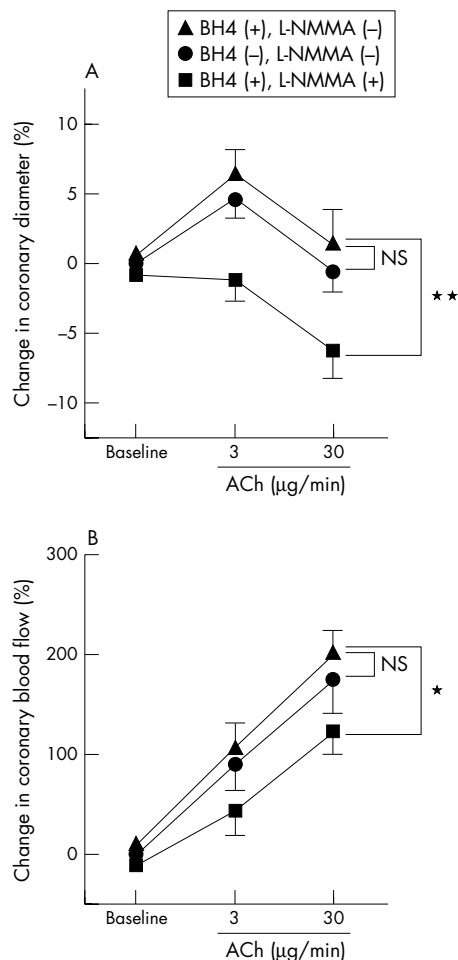 BH4 (+), L-NMMA (–)
BH4 (–), L-NMMA (–)
BH4 (+), L-NMMA (+)
A
Change in coronary diameter (%)
10
5
0
–5
–10
NS
★★
Baseline 3 30
ACh (μg/min)
B
Change in coronary blood flow (%)
300
200
100
0
NS
★
Baseline 3 30
ACh (μg/min)